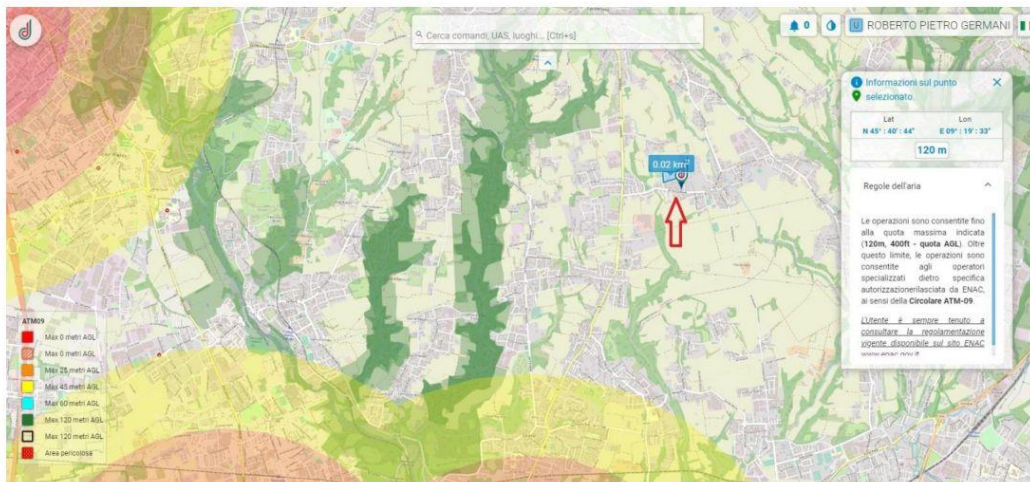 Cerca comandi, UAS, luoghi... [Ctrl+s]
0
U ROBERTO PIETRO GERMANI
Informazioni sul punto
selezionato.
Lat Lon
N 45° : 40' : 44" E 09° : 19' : 33"
120 m
Regole dell'aria
Le operazioni sono consentite fino
alla quota massima indicata
(120m, 400ft - quota AGL). Oltre
questo limite, le operazioni sono
consentite agli operatori
specializzati dietro specifica
autorizzazionerilasciata da ENAC,
ai sensi della Circolare ATM-09.
L'Utente è sempre tenuto a
consultare la regolamentazione
vigente disponibile sul sito ENAC
www.enac.gov.it
0.02 km²
ATM09
Max 0 metri AGL
Max 0 metri AGL
Max 25 metri AGL
Max 45 metri AGL
Max 60 metri AGL
Max 120 metri AGL
Max 120 metri AGL
Area pericolosa